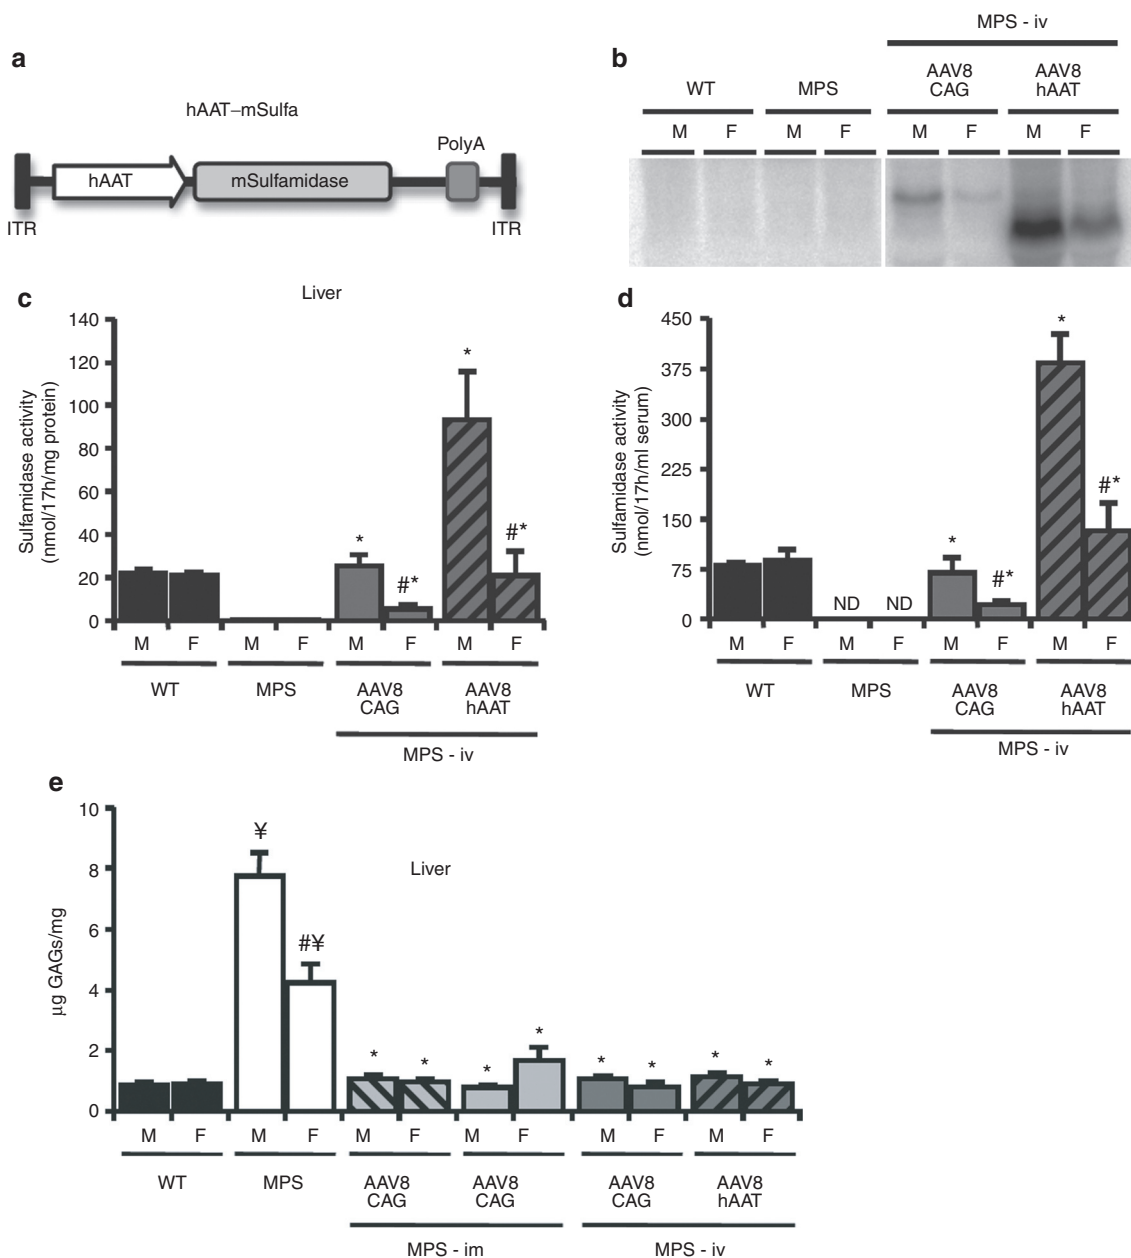 a
hAAT–mSulfa
PolyA
hAAT
mSulfamidase
ITR
ITR
b
MPS - iv
WT
MPS
AAV8
CAG
AAV8
hAAT
M
F
M
F
M
F
M
F
c
Liver
Sulfamidase activity
(nmol/17h/mg protein)
140
120
100
80
60
40
20
0
*
#*
*
#*
M
F
M
F
M
F
M
F
WT
MPS
AAV8
CAG
AAV8
hAAT
MPS - iv
d
Sulfamidase activity
(nmol/17h/ml serum)
450
375
300
225
150
75
0
ND
ND
*
#*
*
#*
M
F
M
F
M
F
M
F
WT
MPS
AAV8
CAG
AAV8
hAAT
MPS - iv
e
Liver
µg GAGs/mg
10
8
6
4
2
0
¥
#¥
*
*
*
*
*
*
*
*
M
F
M
F
M
F
M
F
M
F
M
F
WT
MPS
AAV8
CAG
AAV8
CAG
AAV8
CAG
AAV8
hAAT
MPS - im
MPS - iv